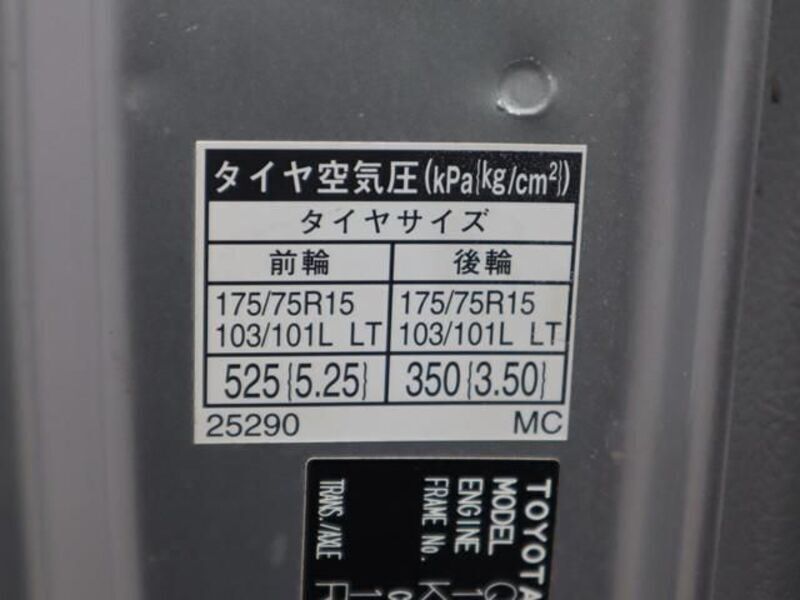 タイヤ空気圧(kPa{kg/cm²})
タイヤサイズ
前輪 後輪
175/75R15 175/75R15
103/101L LT 103/101L LT
525{5.25} 350{3.50}
25290 MC
TOYOTA
MODEL
ENGINE
FRAME No.
TRANS./AXLE